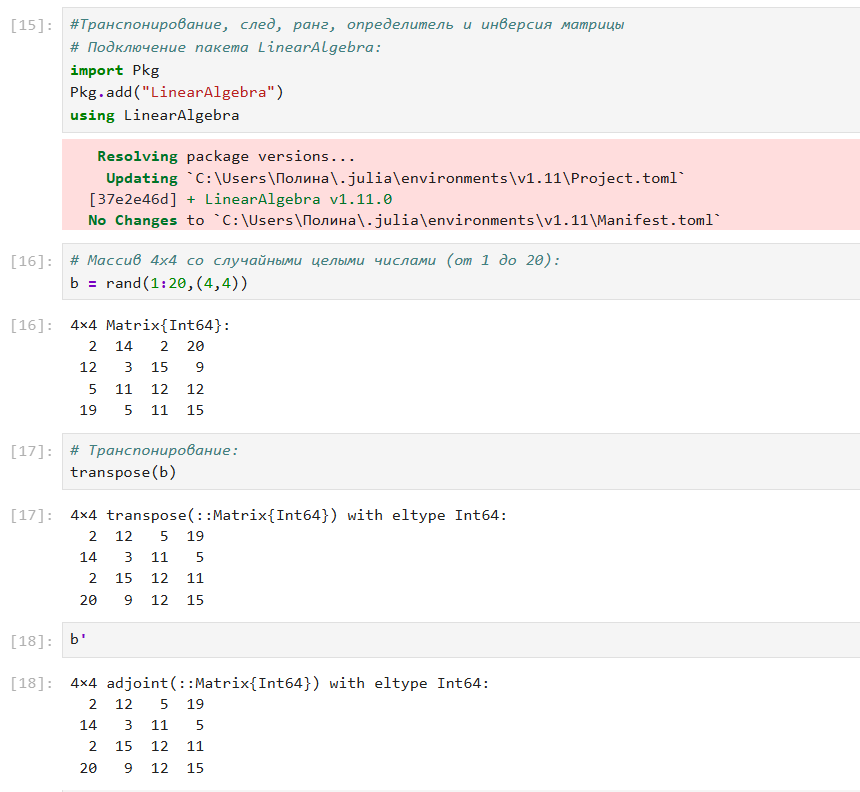 [15]: #Транспонирование, след, ранг, определитель и инверсия матрицы
# Подключение пакета LinearAlgebra:
import Pkg
Pkg.add("LinearAlgebra")
using LinearAlgebra
Resolving package versions...
Updating `C:\Users\Полина\.julia\environments\v1.11\Project.toml`
[37e2e46d] + LinearAlgebra v1.11.0
No Changes to `C:\Users\Полина\.julia\environments\v1.11\Manifest.toml`
[16]: # Массив 4x4 со случайными целыми числами (от 1 до 20):
b = rand(1:20,(4,4))
[16]: 4×4 Matrix{Int64}:
2 14 2 20
12 3 15 9
5 11 12 12
19 5 11 15
[17]: # Транспонирование:
transpose(b)
[17]: 4×4 transpose(::Matrix{Int64}) with eltype Int64:
2 12 5 19
14 3 11 5
2 15 12 11
20 9 12 15
[18]: b'
[18]: 4×4 adjoint(::Matrix{Int64}) with eltype Int64:
2 12 5 19
14 3 11 5
2 15 12 11
20 9 12 15